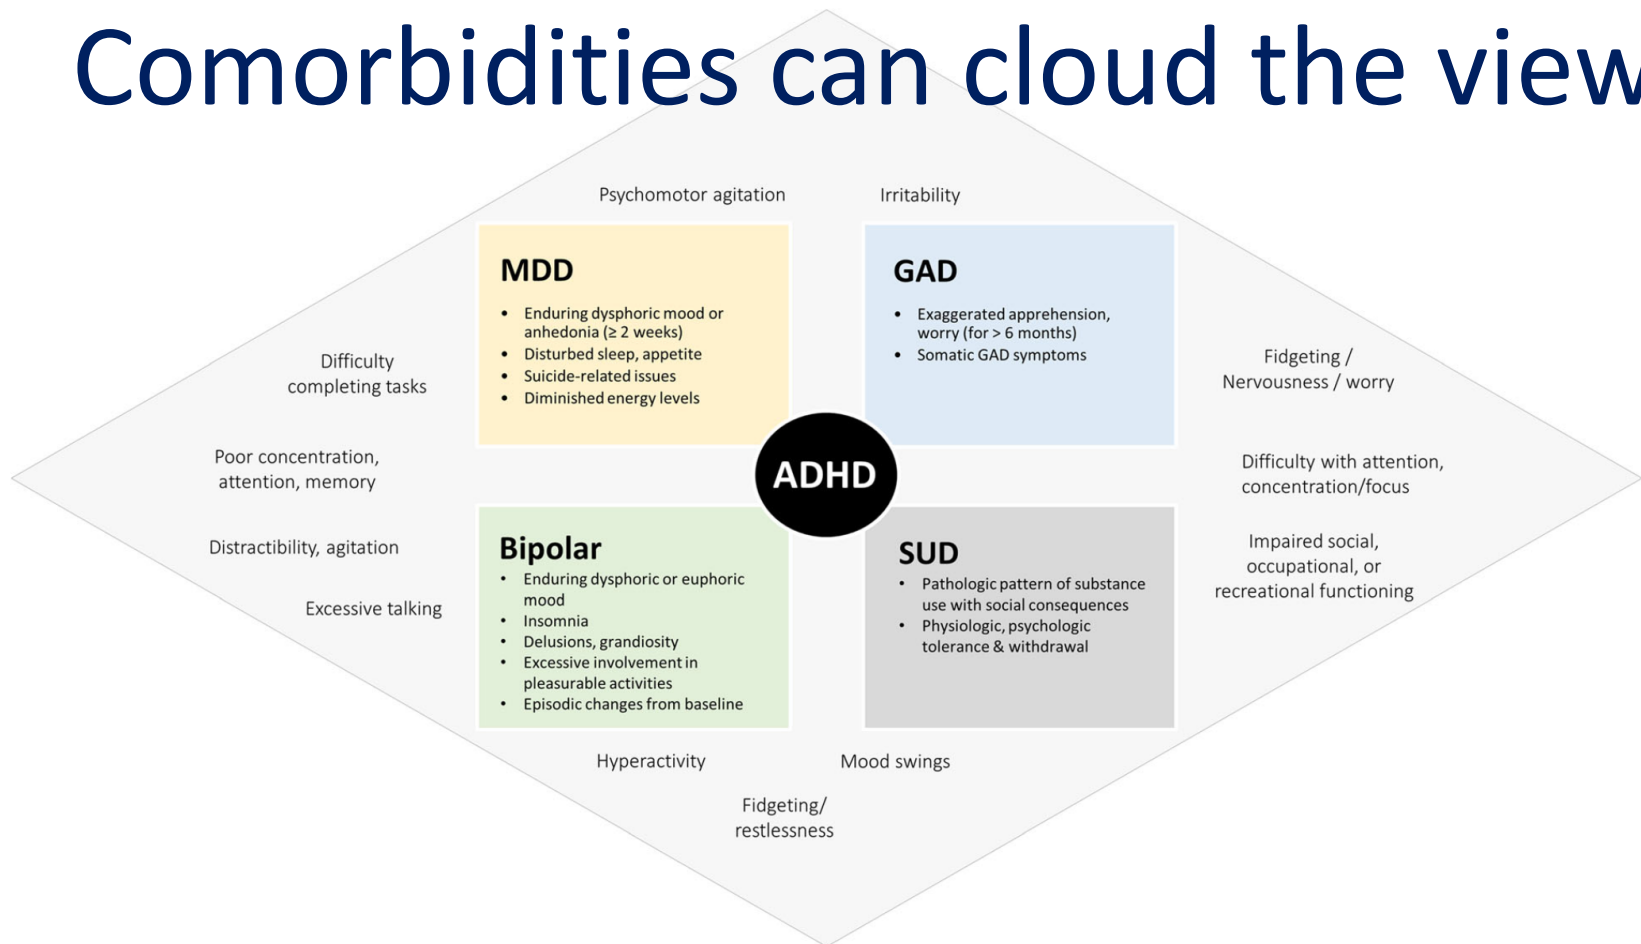 Comorbidities can cloud the view
Psychomotor agitation
Irritability
MDD
• Enduring dysphoric mood or
anhedonia (≥ 2 weeks)
• Disturbed sleep, appetite
• Suicide-related issues
• Diminished energy levels
GAD
• Exaggerated apprehension,
worry (for > 6 months)
• Somatic GAD symptoms
Difficulty
completing tasks
Poor concentration,
attention, memory
Distractibility, agitation
Excessive talking
Fidgeting /
Nervousness / worry
Difficulty with attention,
concentration/focus
Impaired social,
occupational, or
recreational functioning
ADHD
Bipolar
• Enduring dysphoric or euphoric
mood
• Insomnia
• Delusions, grandiosity
• Excessive involvement in
pleasurable activities
• Episodic changes from baseline
SUD
• Pathologic pattern of substance
use with social consequences
• Physiologic, psychologic
tolerance & withdrawal
Hyperactivity
Mood swings
Fidgeting/
restlessness